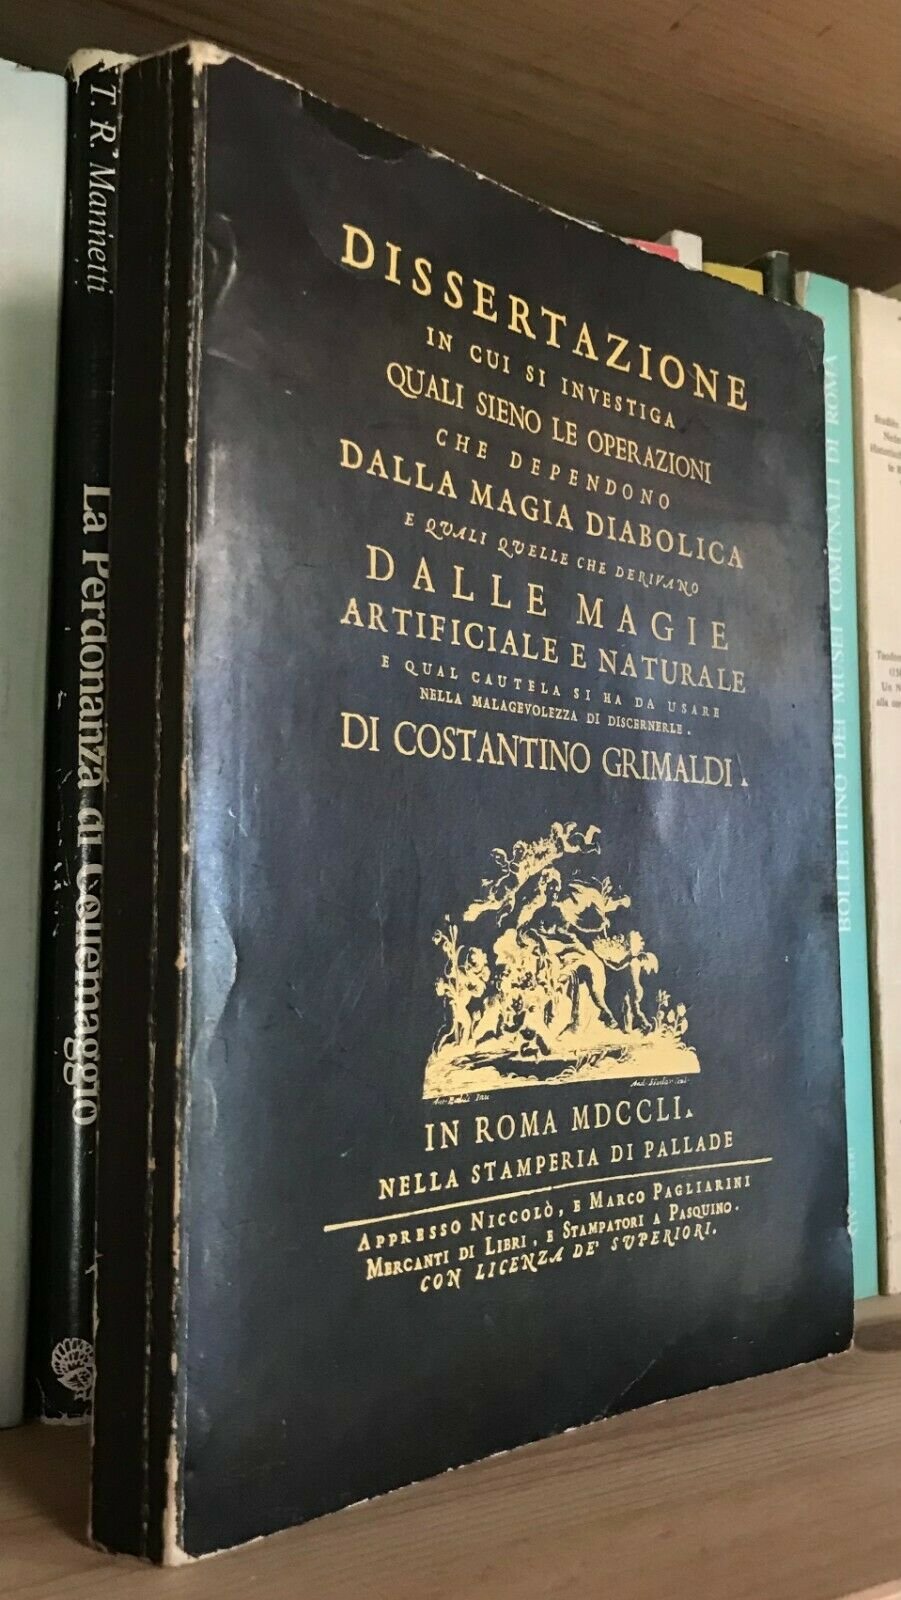 T. R. Mannetti
La Perdonanza di Collemaggio
DISSERTAZIONE
IN CUI SI INVESTIGA
QUALI SIENO LE OPERAZIONI
CHE DEPENDONO
DALLA MAGIA DIABOLICA
E QUALI QUELLE CHE DERIVANO
DALLE MAGIE
ARTIFICIALE E NATURALE
E QUAL CAUTELA SI HA DA USARE
NELLA MALAGEVOLEZZA DI DISCERNERLE.
DI COSTANTINO GRIMALDI.
IN ROMA MDCCLI.
NELLA STAMPERIA DI PALLADE
APPRESSO NICCOLÒ, E MARCO PAGLIARINI
MERCANTI DI LIBRI, E STAMPATORI A PASQUINO.
CON LICENZA DE' SUPERIORI.
BOLLETTINO DEI MUSEI COMUNALI DI ROMA